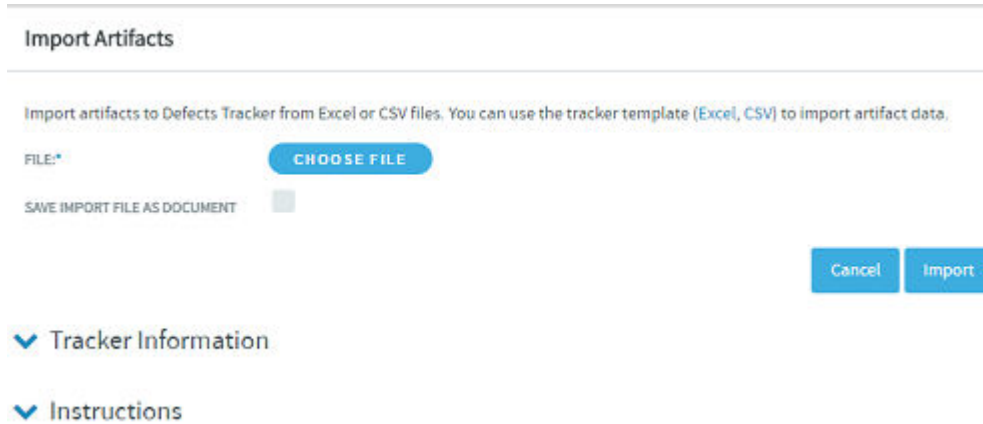 Import Artifacts
Import artifacts to Defects Tracker from Excel or CSV files. You can use the tracker template (Excel, CSV) to import artifact data.
FILE:*
CHOOSE FILE
SAVE IMPORT FILE AS DOCUMENT
Cancel Import
Tracker Information
Instructions